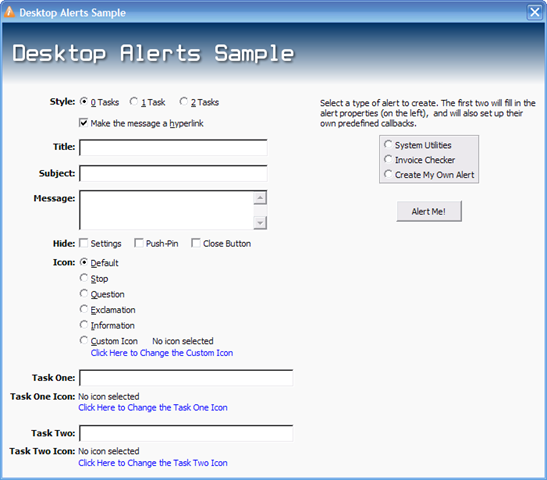 Desktop Alerts Sample
Desktop Alerts Sample
Style: 0 Tasks 1 Task 2 Tasks
Make the message a hyperlink
Title:
Subject:
Message:
Hide: Settings Push-Pin Close Button
Icon: Default
Stop
Question
Exclamation
Information
Custom Icon No icon selected
Click Here to Change the Custom Icon
Task One:
Task One Icon: No icon selected
Click Here to Change the Task One Icon
Task Two:
Task Two Icon: No icon selected
Click Here to Change the Task Two Icon
Select a type of alert to create. The first two will fill in the
alert properties (on the left), and will also set up their
own predefined callbacks.
System Utilities
Invoice Checker
Create My Own Alert
Alert Me!